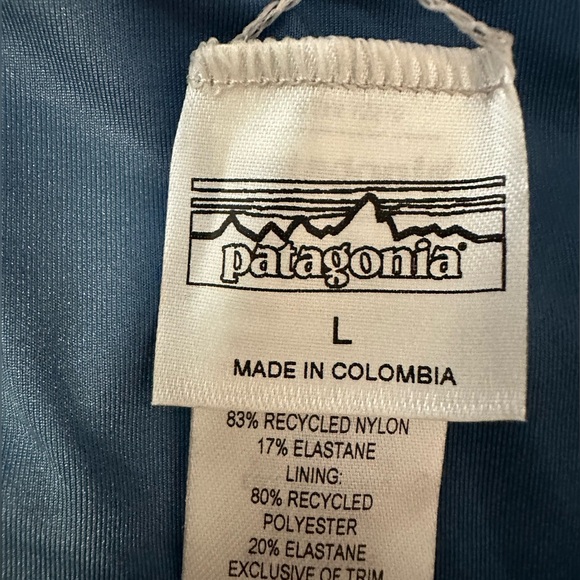 patagonia
L
MADE IN COLOMBIA
83% RECYCLED NYLON
17% ELASTANE
LINING:
80% RECYCLED
POLYESTER
20% ELASTANE
EXCLUSIVE OF TRIM